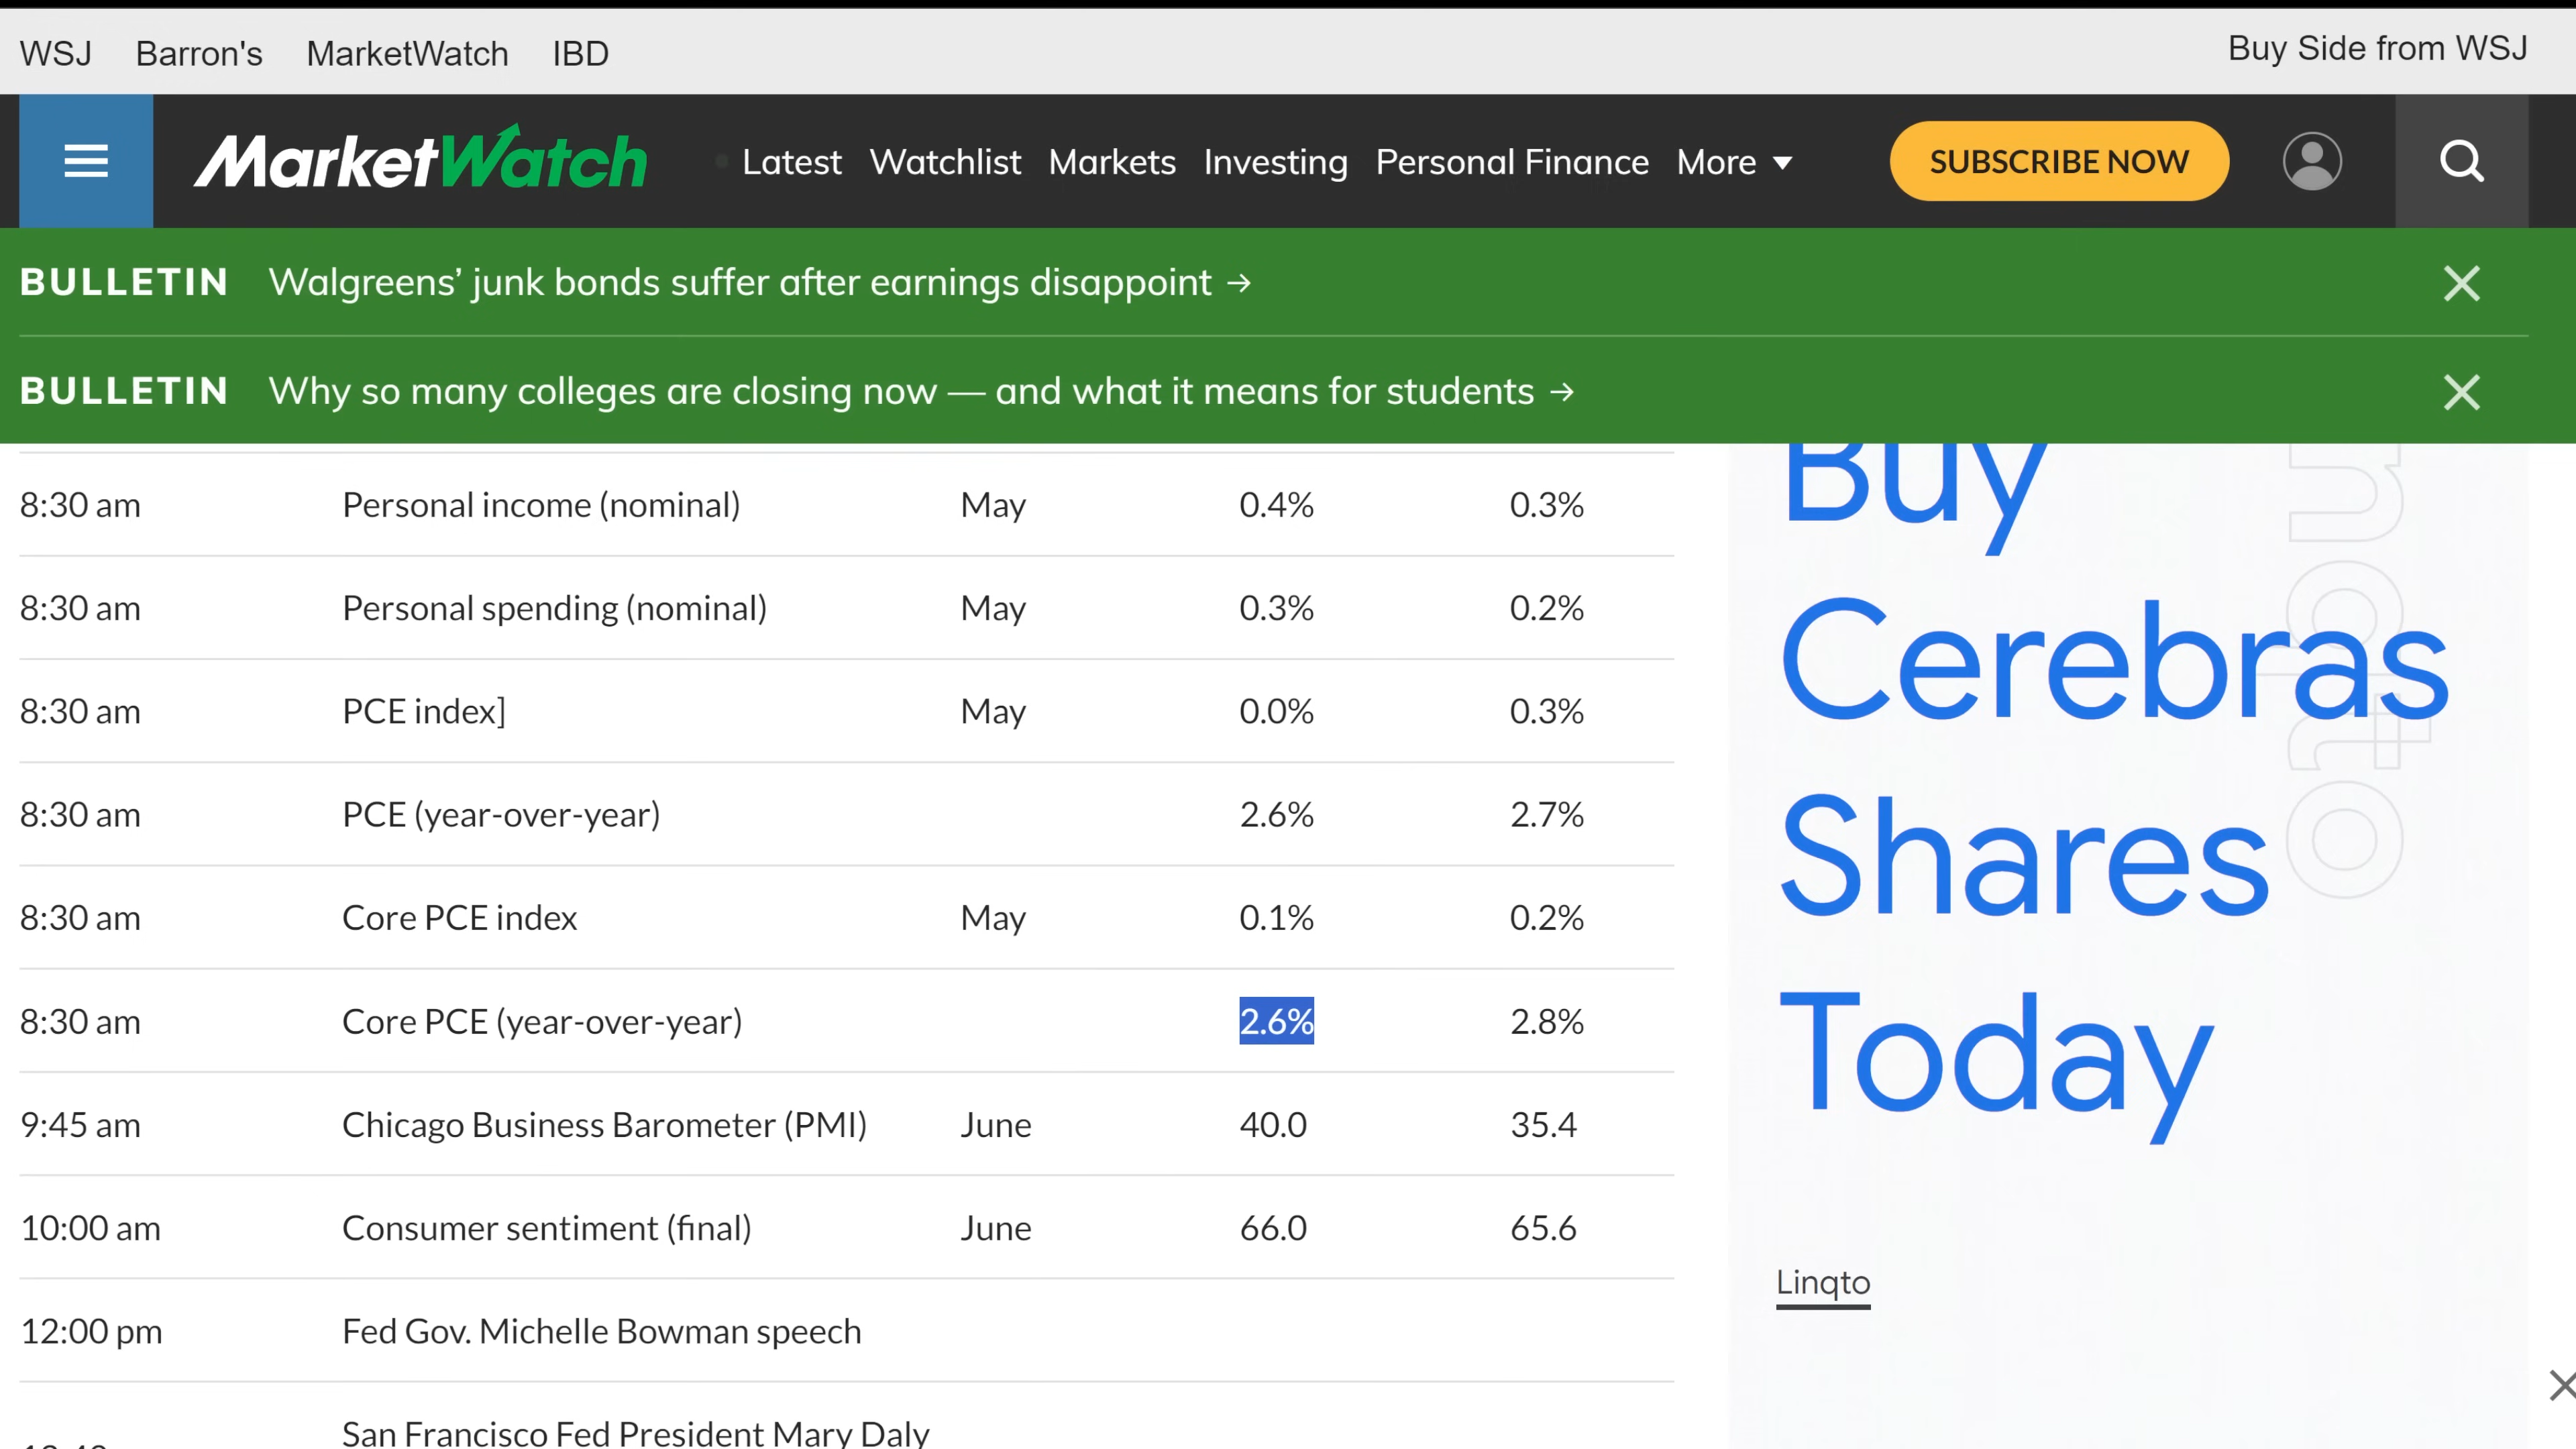 WSJ Barron's MarketWatch IBD Buy Side from WSJ
MarketWatch Latest Watchlist Markets Investing Personal Finance More SUBSCRIBE NOW
BULLETIN Walgreens’ junk bonds suffer after earnings disappoint →
BULLETIN Why so many colleges are closing now — and what it means for students →
8:30 am Personal income (nominal) May 0.4% 0.3%
8:30 am Personal spending (nominal) May 0.3% 0.2%
8:30 am PCE index] May 0.0% 0.3%
8:30 am PCE (year-over-year) 2.6% 2.7%
8:30 am Core PCE index May 0.1% 0.2%
8:30 am Core PCE (year-over-year) 2.6% 2.8%
9:45 am Chicago Business Barometer (PMI) June 40.0 35.4
10:00 am Consumer sentiment (final) June 66.0 65.6
12:00 pm Fed Gov. Michelle Bowman speech
San Francisco Fed President Mary Daly
Buy
Cerebras
Shares
Today
Linqto